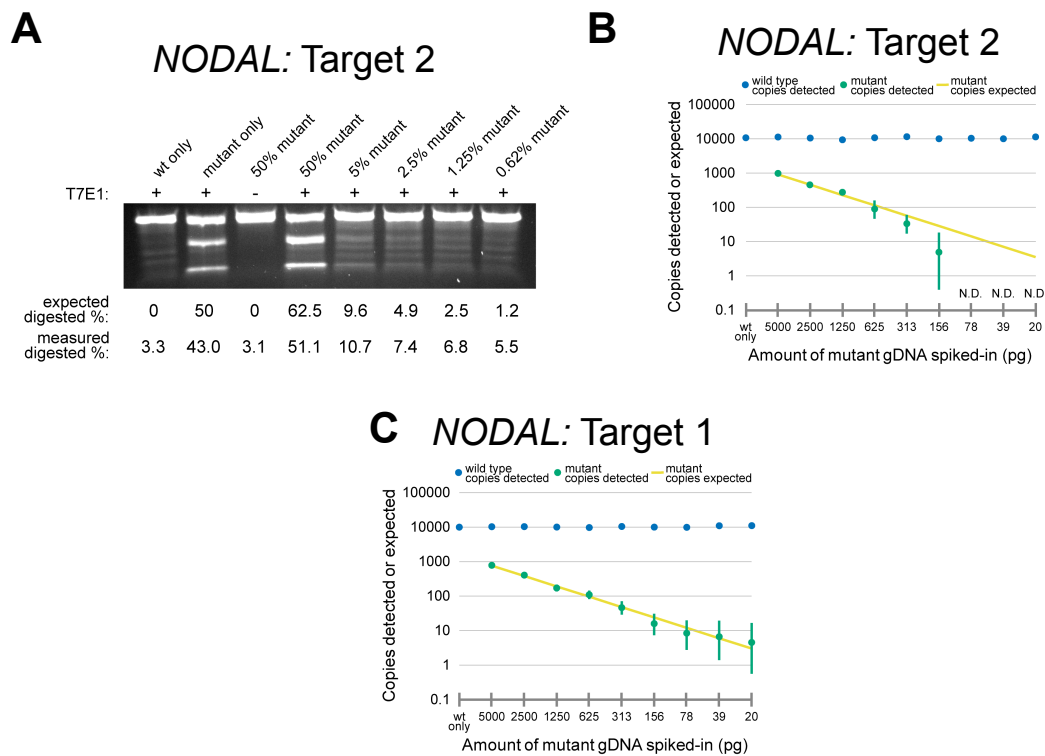 A
NODAL: Target 2
wt only
mutant only
50% mutant
50% mutant
5% mutant
2.5% mutant
1.25% mutant
0.62% mutant
T7E1: + + - + + + + +
expected
digested %: 0 50 0 62.5 9.6 4.9 2.5 1.2
measured
digested %: 3.3 43.0 3.1 51.1 10.7 7.4 6.8 5.5
B
NODAL: Target 2
wild type
copies detected
mutant
copies detected
mutant
copies expected
Copies detected or expected
100000
10000
1000
100
10
1
0.1
N.D. N.D. N.D
wt
only
5000 2500 1250 625 313 156 78 39 20
Amount of mutant gDNA spiked-in (pg)
C
NODAL: Target 1
wild type
copies detected
mutant
copies detected
mutant
copies expected
Copies detected or expected
100000
10000
1000
100
10
1
0.1
wt
only
5000 2500 1250 625 313 156 78 39 20
Amount of mutant gDNA spiked-in (pg)